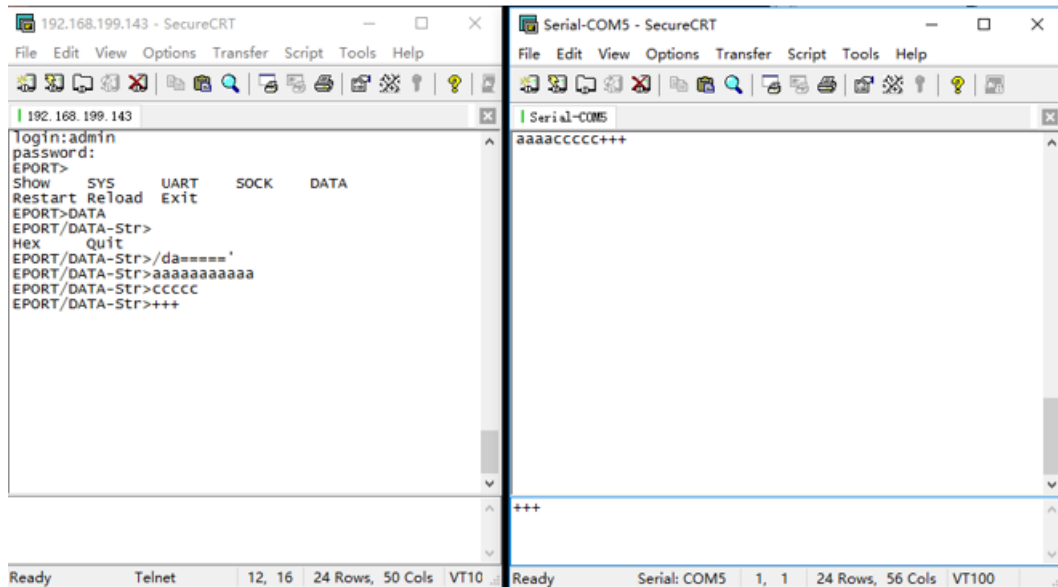 192.168.199.143 - SecureCRT
File Edit View Options Transfer Script Tools Help
192.168.199.143
login:admin
password:
EPORT>
Show SYS UART SOCK DATA
Restart Reload Exit
EPORT>DATA
EPORT/DATA-Str>
Hex Quit
EPORT/DATA-Str>/da====='
EPORT/DATA-Str>aaaaaaaaaaa
EPORT/DATA-Str>ccccc
EPORT/DATA-Str>+++
Ready Telnet 12, 16 24 Rows, 50 Cols VT10
Serial-COM5 - SecureCRT
File Edit View Options Transfer Script Tools Help
Serial-COM5
aaaaccccc+++
+++
Ready Serial: COM5 1, 1 24 Rows, 56 Cols VT100